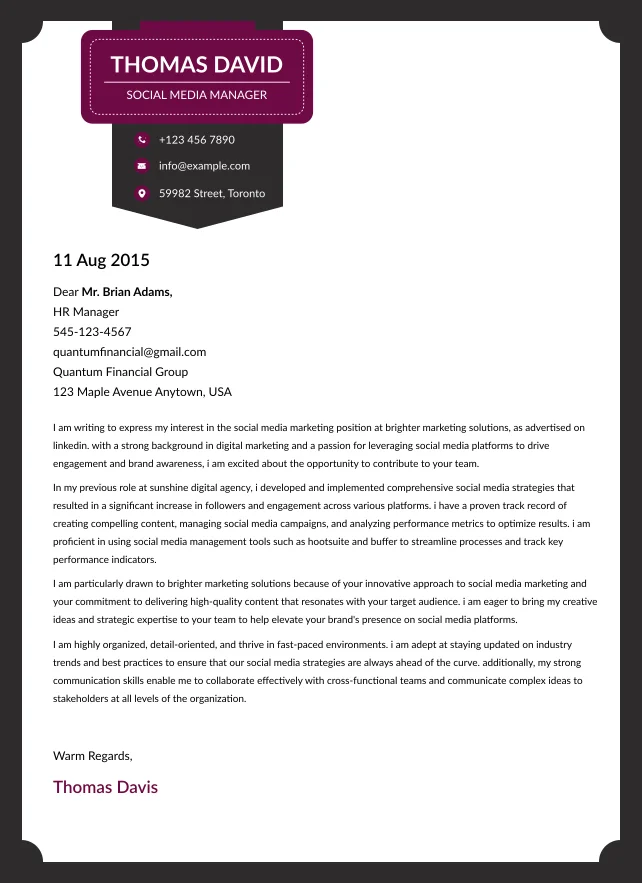 THOMAS DAVID
SOCIAL MEDIA MANAGER
+123 456 7890
info@example.com
59982 Street, Toronto
11 Aug 2015
Dear Mr. Brian Adams,
HR Manager
545-123-4567
quantumfinancial@gmail.com
Quantum Financial Group
123 Maple Avenue Anytown, USA
I am writing to express my interest in the social media marketing position at brighter marketing solutions, as advertised on
linkedin. with a strong background in digital marketing and a passion for leveraging social media platforms to drive
engagement and brand awareness, i am excited about the opportunity to contribute to your team.
In my previous role at sunshine digital agency, i developed and implemented comprehensive social media strategies that
resulted in a significant increase in followers and engagement across various platforms. i have a proven track record of
creating compelling content, managing social media campaigns, and analyzing performance metrics to optimize results. i am
proficient in using social media management tools such as hootsuite and buffer to streamline processes and track key
performance indicators.
I am particularly drawn to brighter marketing solutions because of your innovative approach to social media marketing and
your commitment to delivering high-quality content that resonates with your target audience. i am eager to bring my creative
ideas and strategic expertise to your team to help elevate your brand's presence on social media platforms.
I am highly organized, detail-oriented, and thrive in fast-paced environments. i am adept at staying updated on industry
trends and best practices to ensure that our social media strategies are always ahead of the curve. additionally, my strong
communication skills enable me to collaborate effectively with cross-functional teams and communicate complex ideas to
stakeholders at all levels of the organization.
Warm Regards,
Thomas Davis